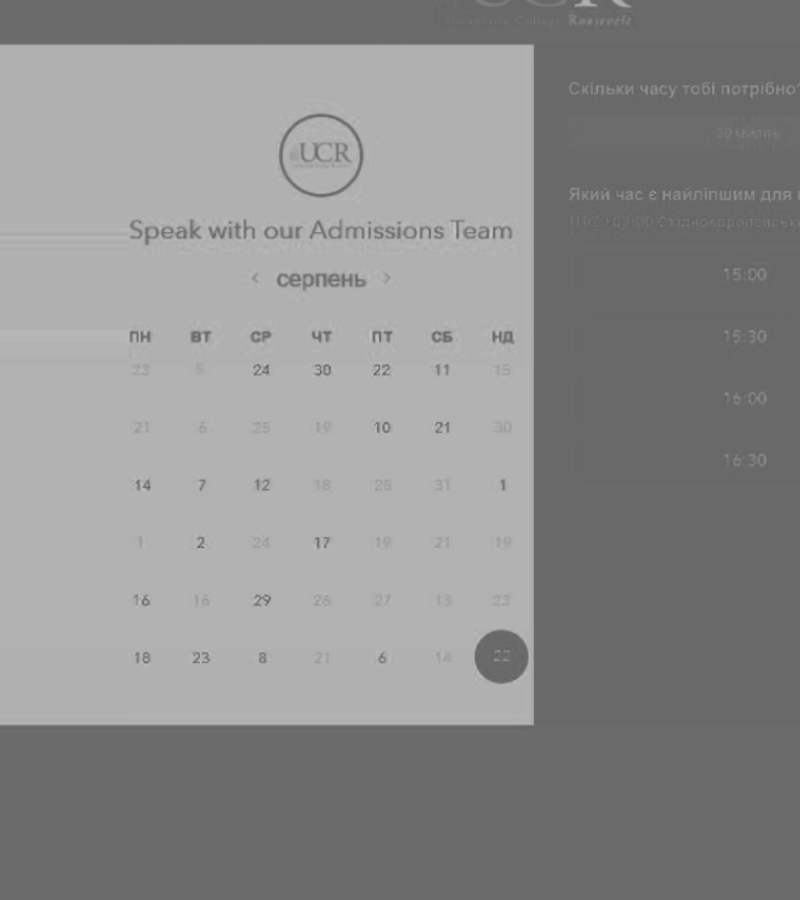 UCR
University College Roosevelt
UCR
Speak with our Admissions Team
< серпень >
ПН ВТ СР ЧТ ПТ СБ НД
23 5 24 30 22 11 15
21 6 25 19 10 21 30
14 7 12 18 28 31 1
1 2 24 17 19 21 19
16 16 29 26 27 13 23
18 23 8 21 6 14 22
Скільки часу тобі потрібно?
30 хвилин
Який час є найліпшим для
UTC +03:00 Східноєвропейськи
15:00
15:30
16:00
16:30